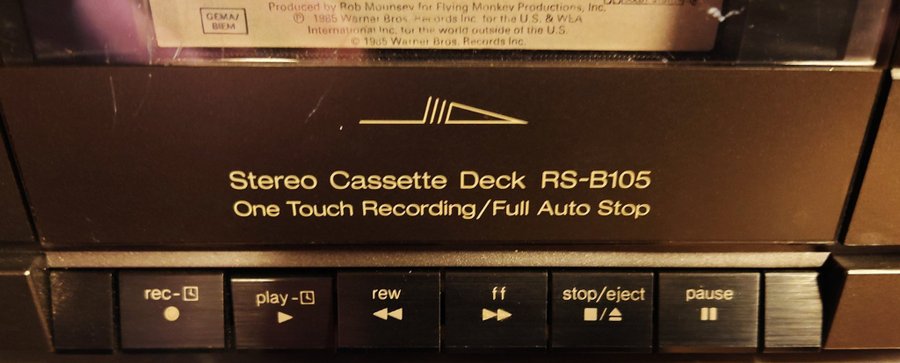 GEMA/
BIEM
Produced by Rob Mounsey for Flying Monkey Productions, Inc.
℗ 1985 Warner Bros. Records Inc. for the U.S. & WEA
International Inc. for the world outside of the U.S.
© 1985 Warner Bros. Records Inc.
Stereo Cassette Deck RS-B105
One Touch Recording/Full Auto Stop
rec-
play-
rew
ff
stop/eject
pause